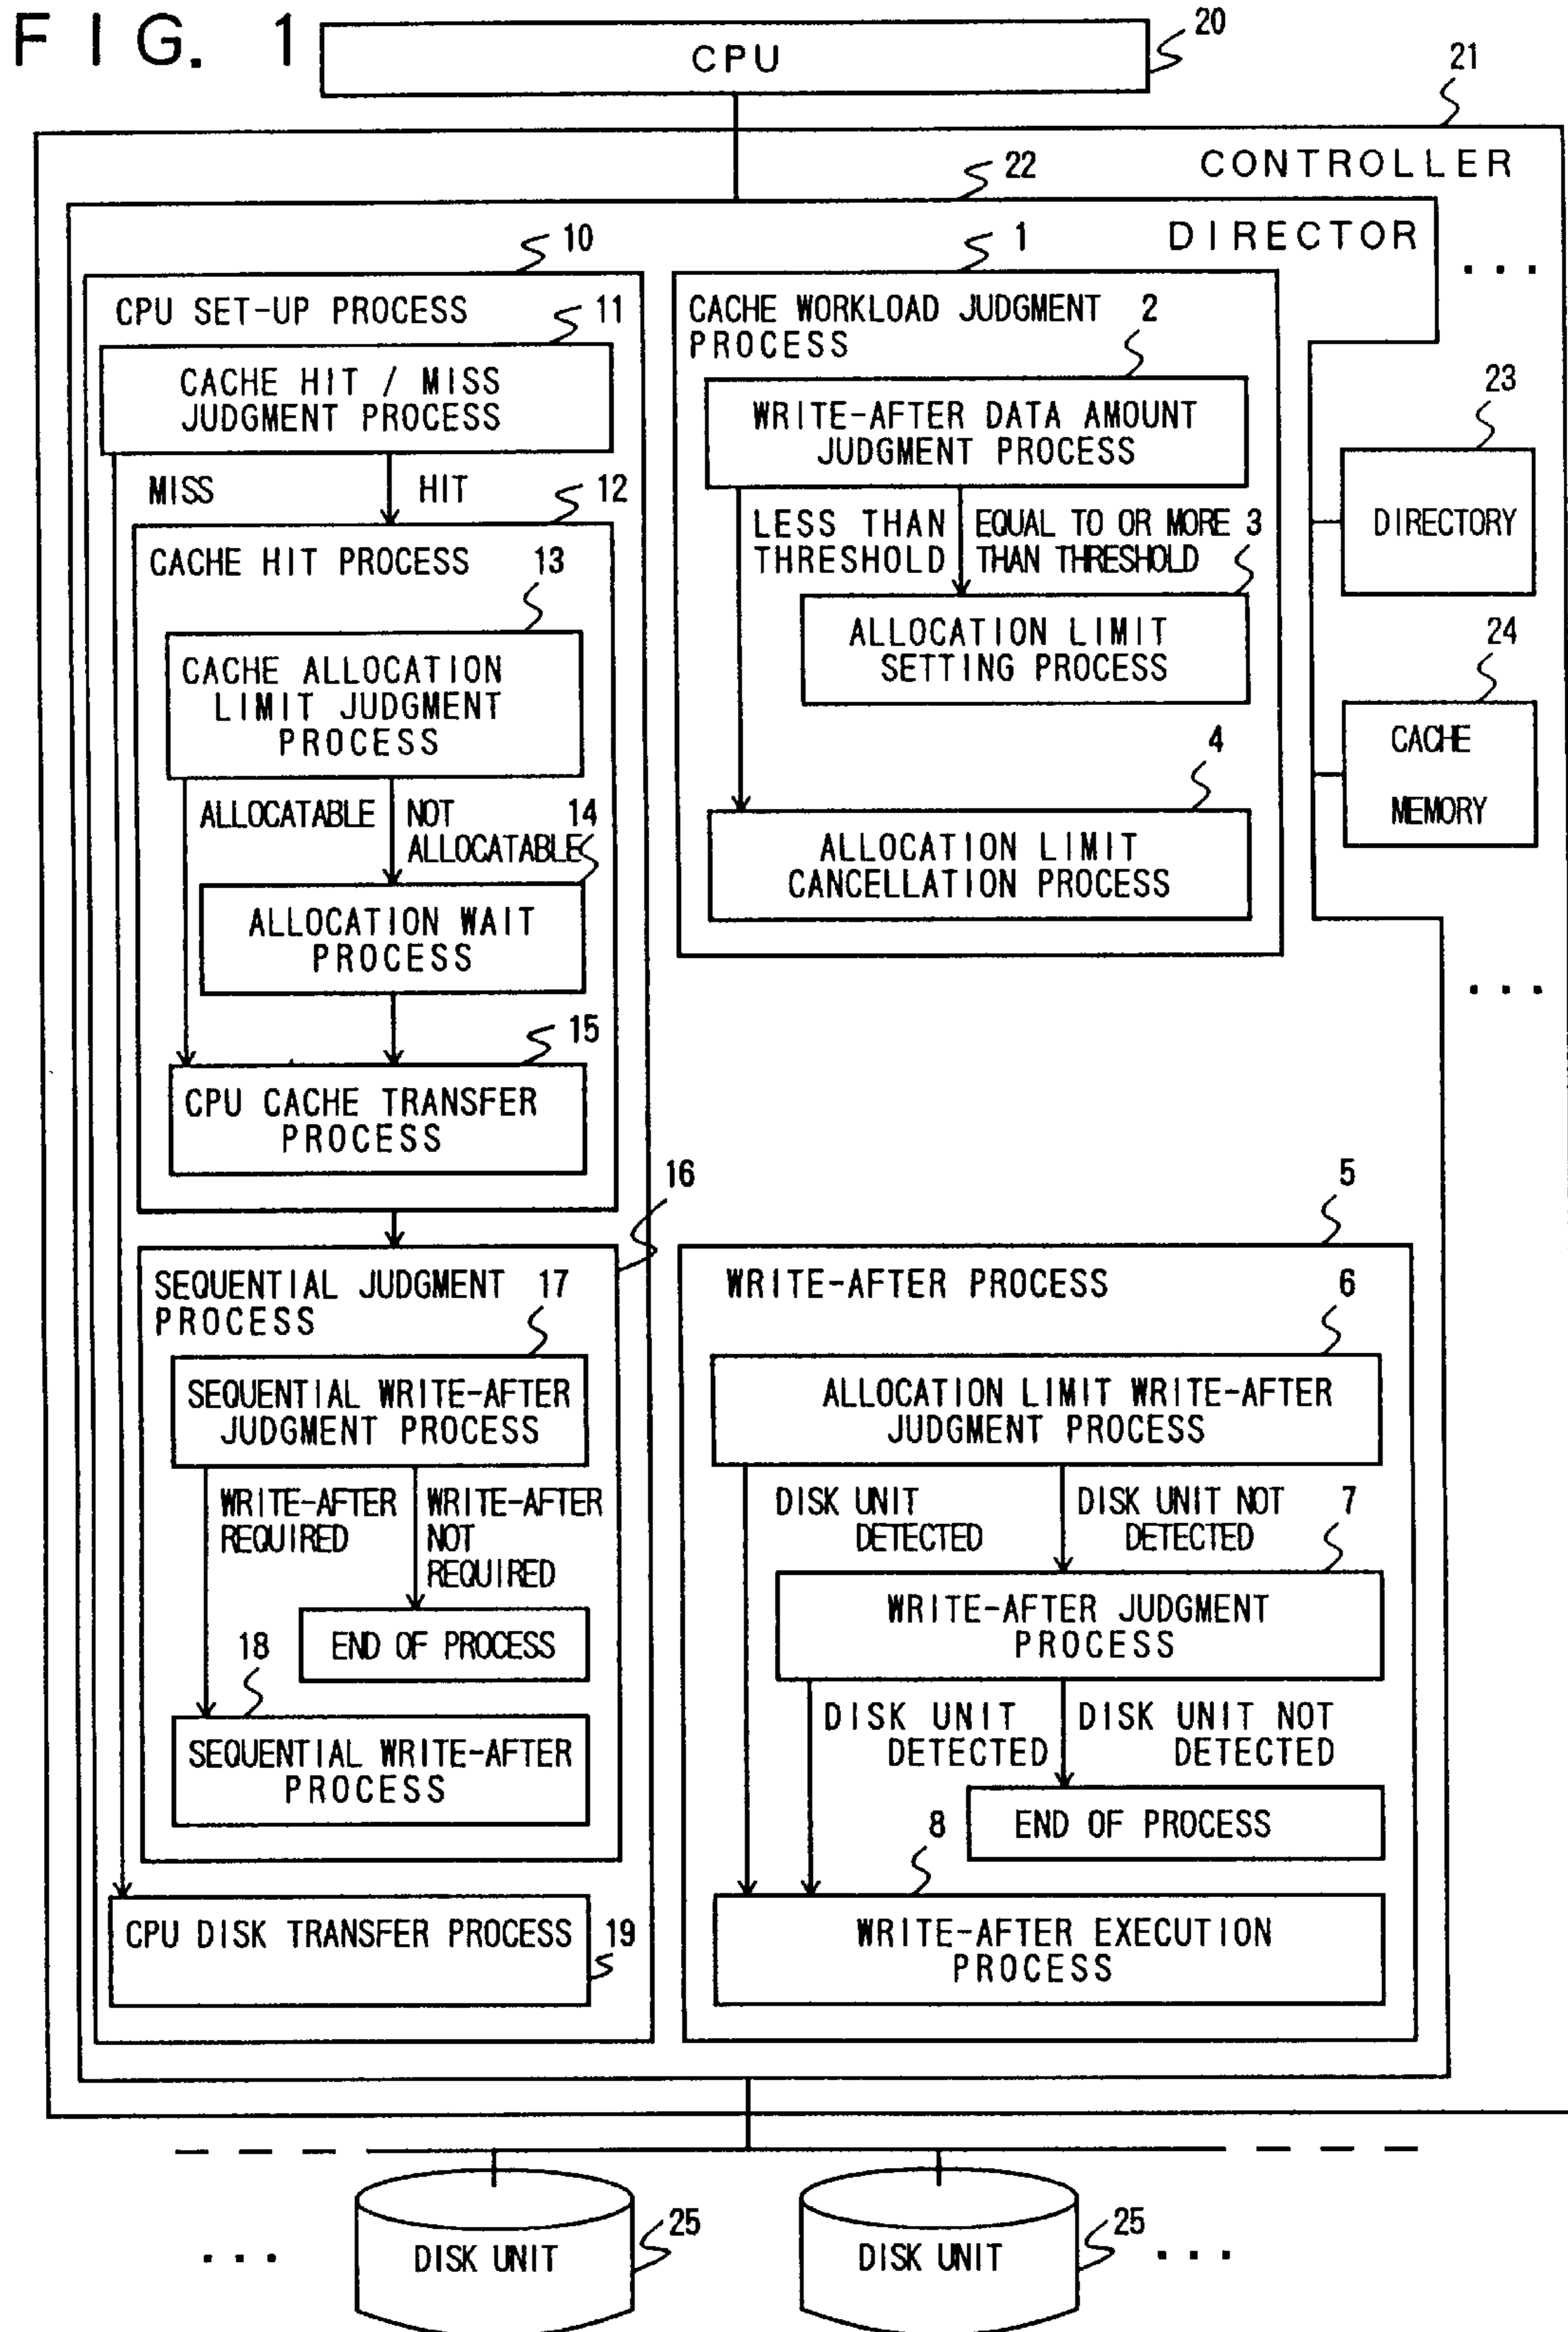 FIG. 1
CPU
20
21
CONTROLLER
22
DIRECTOR
10
CPU SET-UP PROCESS
11
CACHE HIT / MISS
JUDGMENT PROCESS
MISS
HIT
12
CACHE HIT PROCESS
13
CACHE ALLOCATION
LIMIT JUDGMENT
PROCESS
ALLOCATABLE
NOT
ALLOCATABLE
14
ALLOCATION WAIT
PROCESS
15
CPU CACHE TRANSFER
PROCESS
16
SEQUENTIAL JUDGMENT
PROCESS
17
SEQUENTIAL WRITE-AFTER
JUDGMENT PROCESS
WRITE-AFTER
REQUIRED
WRITE-AFTER
NOT
REQUIRED
END OF PROCESS
18
SEQUENTIAL WRITE-AFTER
PROCESS
CPU DISK TRANSFER PROCESS
19
1
CACHE WORKLOAD JUDGMENT
PROCESS
2
WRITE-AFTER DATA AMOUNT
JUDGMENT PROCESS
LESS THAN
THRESHOLD
EQUAL TO OR MORE
THAN THRESHOLD
3
ALLOCATION LIMIT
SETTING PROCESS
4
ALLOCATION LIMIT
CANCELLATION PROCESS
...
23
DIRECTORY
24
CACHE
MEMORY
...
5
WRITE-AFTER PROCESS
6
ALLOCATION LIMIT WRITE-AFTER
JUDGMENT PROCESS
DISK UNIT
DETECTED
DISK UNIT NOT
DETECTED
7
WRITE-AFTER JUDGMENT
PROCESS
DISK UNIT
DETECTED
DISK UNIT NOT
DETECTED
END OF PROCESS
8
WRITE-AFTER EXECUTION
PROCESS
...
DISK UNIT
25
DISK UNIT
25
...